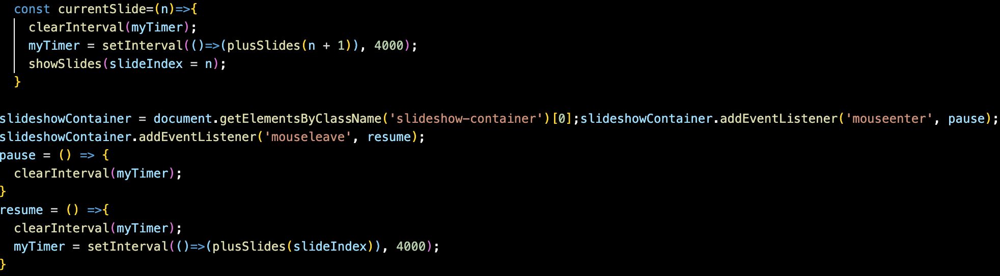 const currentSlide=(n)=>{
clearInterval(myTimer);
myTimer = setInterval(()=>(plusSlides(n + 1)), 4000);
showSlides(slideIndex = n);
}
slideshowContainer = document.getElementsByClassName('slideshow-container')[0];slideshowContainer.addEventListener('mouseenter', pause);
slideshowContainer.addEventListener('mouseleave', resume);
pause = () => {
clearInterval(myTimer);
}
resume = () =>{
clearInterval(myTimer);
myTimer = setInterval(()=>(plusSlides(slideIndex)), 4000);
}